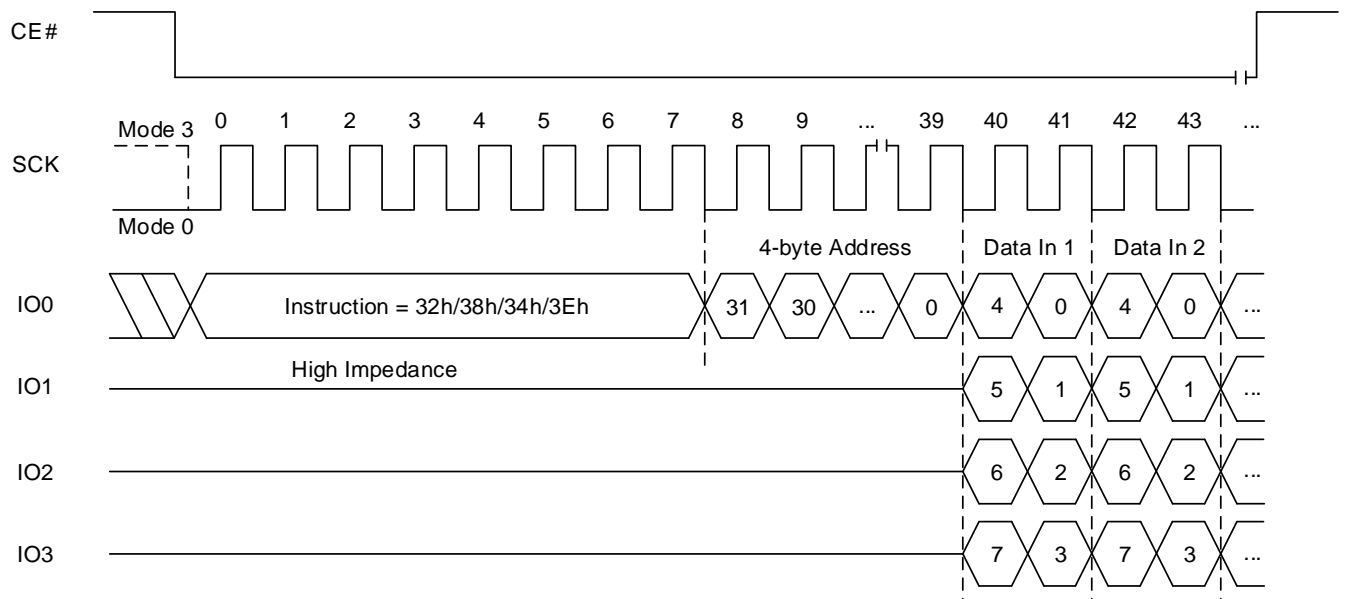 CE#
Mode 3 0 1 2 3 4 5 6 7 8 9 ... 39 40 41 42 43 ...
SCK
Mode 0
4-byte Address Data In 1 Data In 2
IO0 Instruction = 32h/38h/34h/3Eh 31 30 ... 0 4 0 4 0 ...
High Impedance
IO1 5 1 5 1 ...
IO2 6 2 6 2 ...
IO3 7 3 7 3 ...